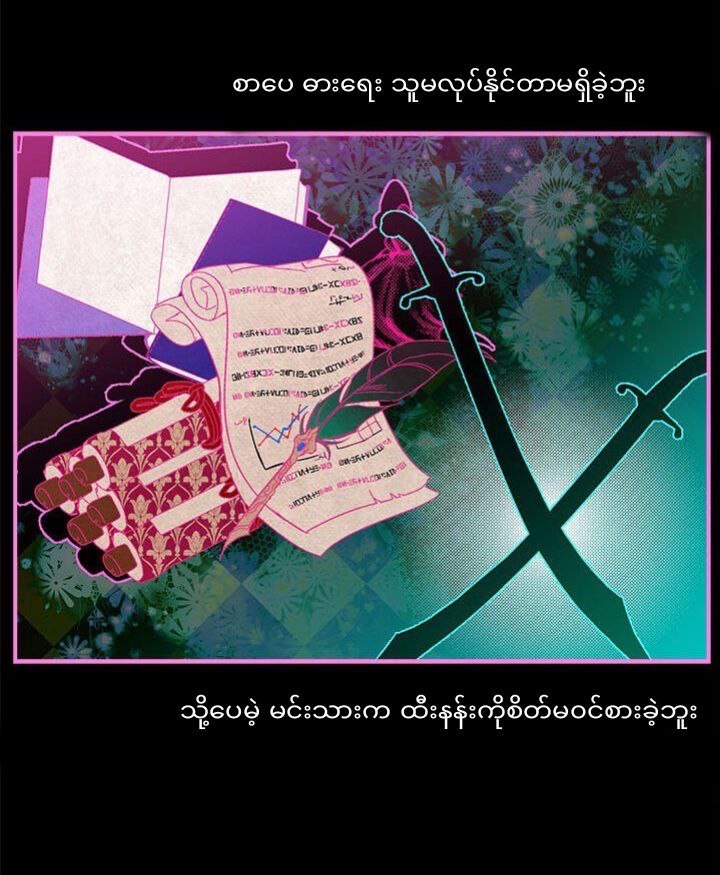 စာပေ ဓားရေး သူမလုပ်နိုင်တာမရှိခဲ့ဘူး
သို့ပေမဲ့ မင်းသားက ထီးနန်းကိုစိတ်မဝင်စားခဲ့ဘူး